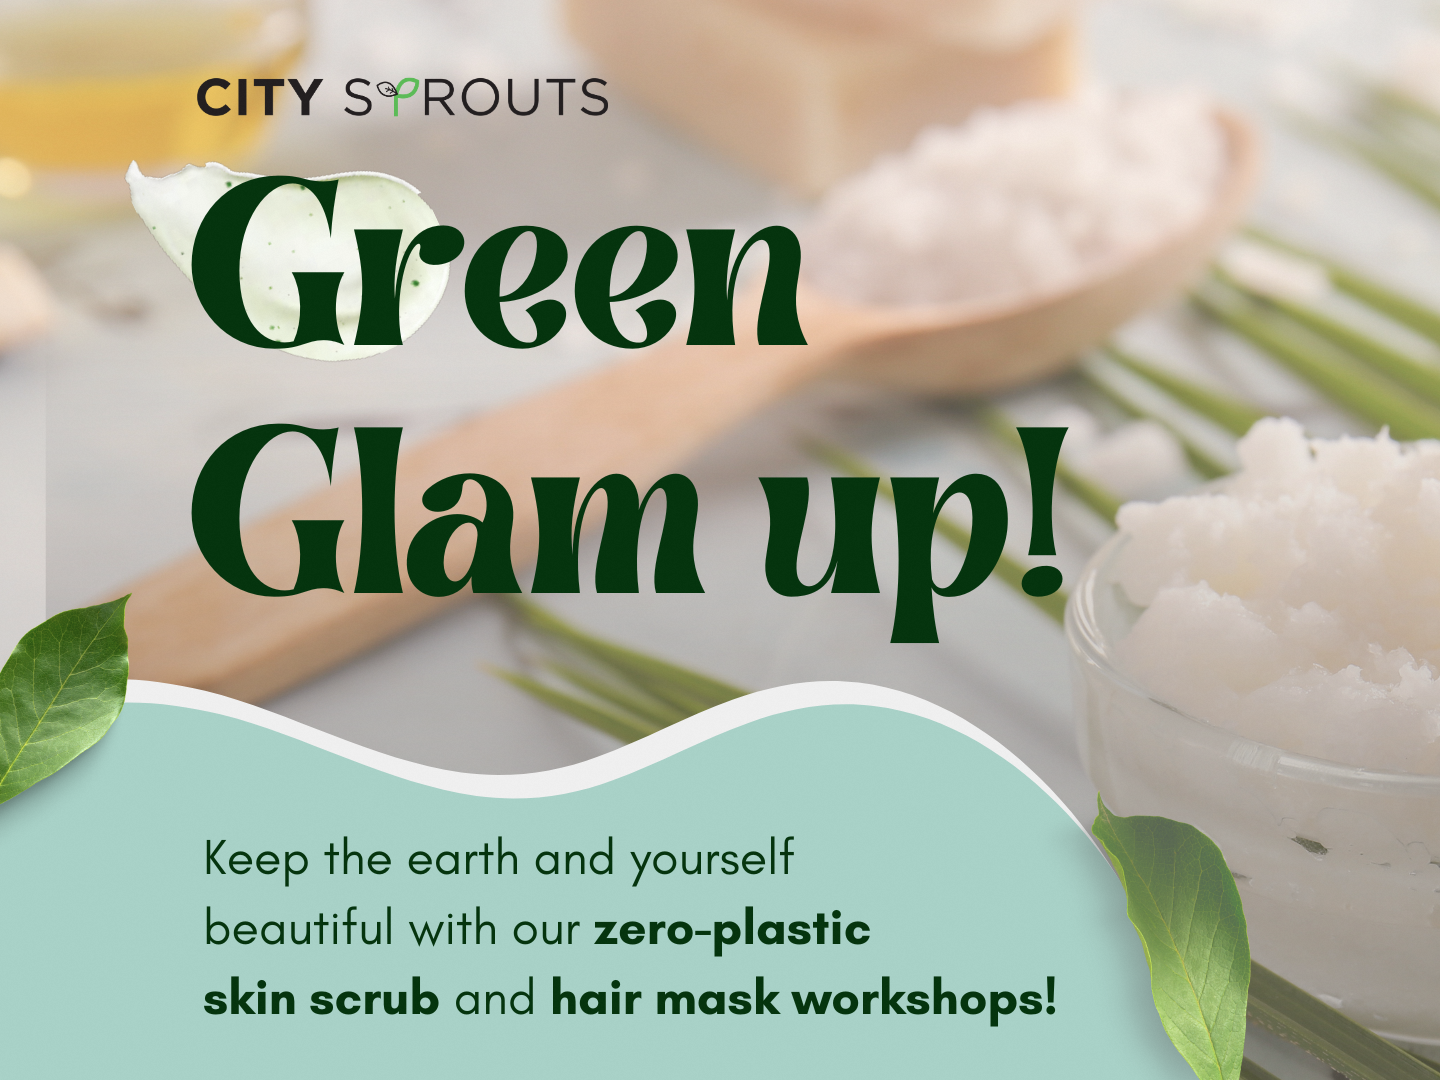 CITY SPROUTS
Green
Glam up!
Keep the earth and yourself
beautiful with our zero-plastic
skin scrub and hair mask workshops!